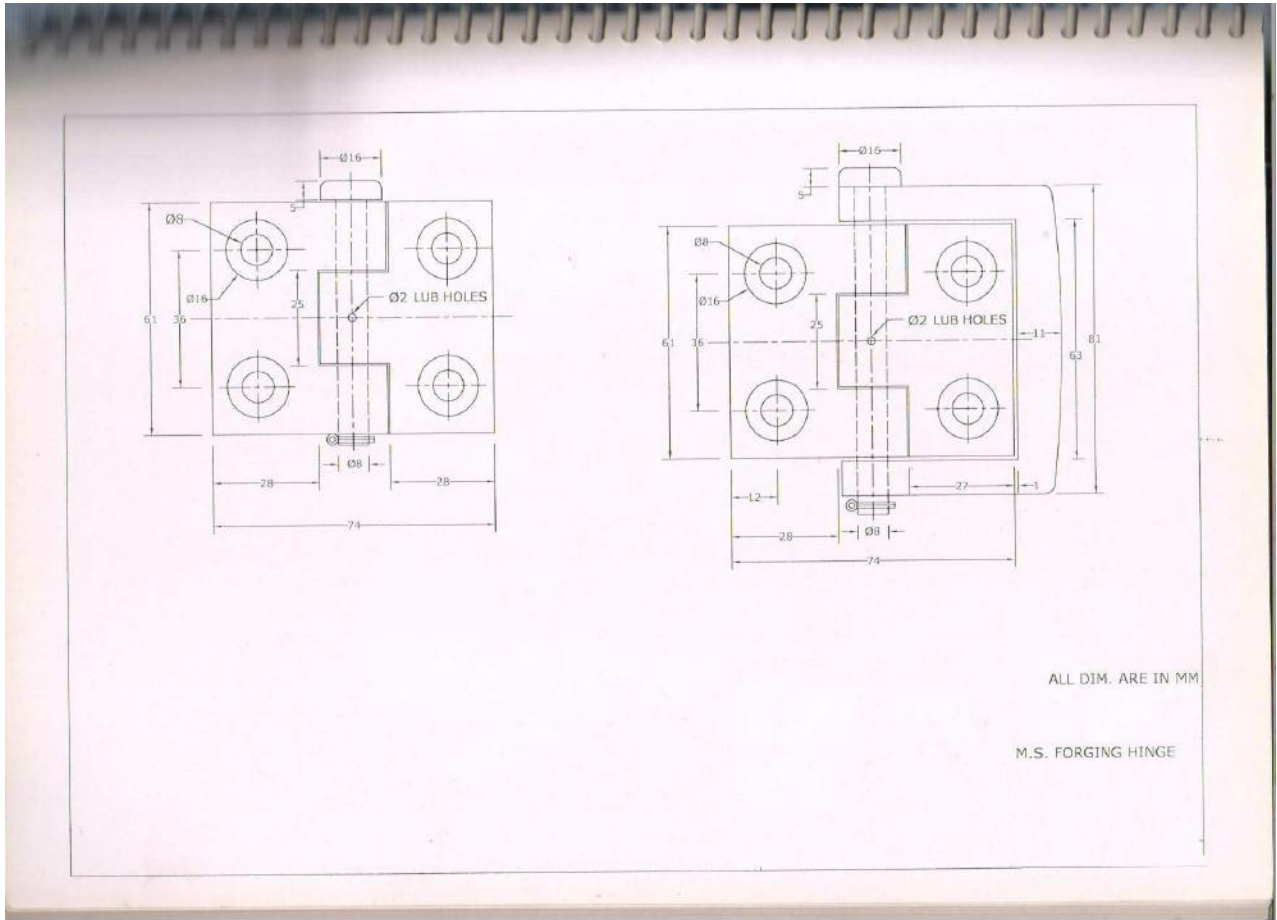 Ø16
5
Ø8
Ø16
61
36
25
Ø2 LUB HOLES
Ø8
28
28
74
Ø16
5
Ø8
Ø16
61
36
25
Ø2 LUB HOLES
11
63
81
12
27
1
28
Ø8
74
ALL DIM. ARE IN MM
M.S. FORGING HINGE